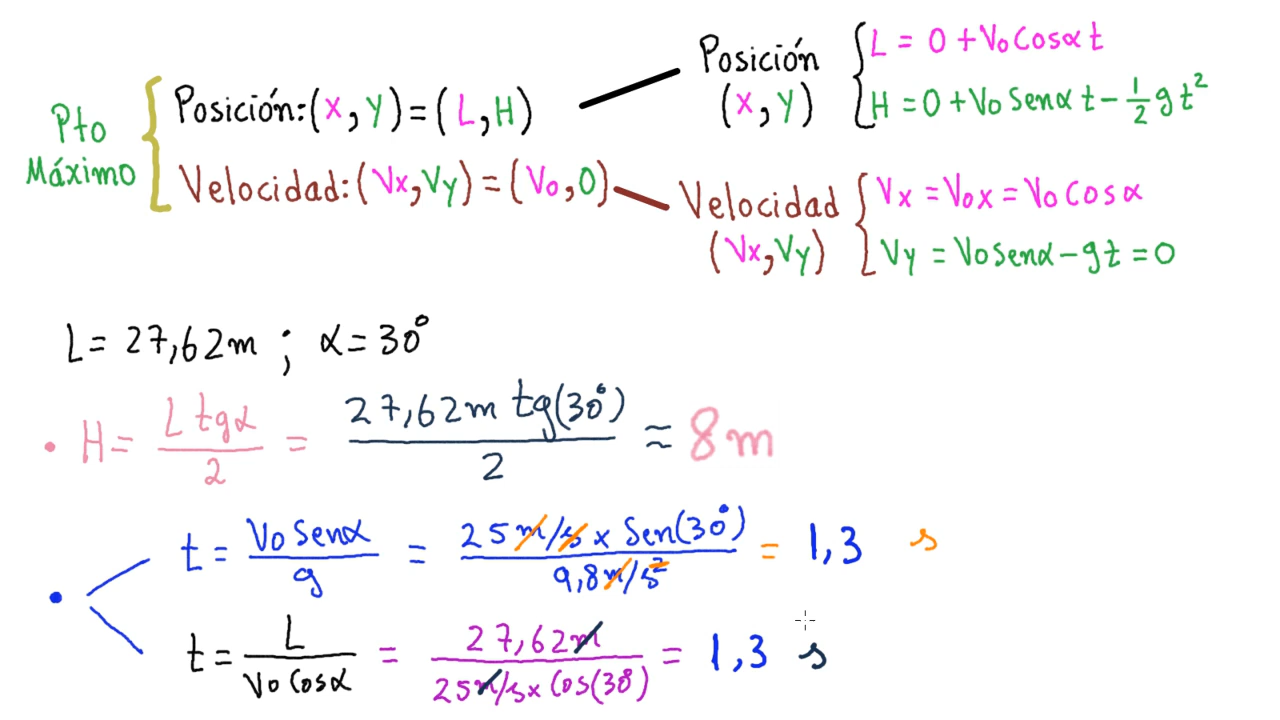 Pto Máximo
Posición: (x, y) = (L, H)
Velocidad: (Vx, Vy) = (Vo, 0)
Posición (x, y)
L = 0 + Vo Cosα t
H = 0 + Vo Senα t − 1/2 g t²
Velocidad (Vx, Vy)
Vx = Vox = Vo Cosα
Vy = Vo Senα − gt = 0
L = 27,62m ; α = 30°
• H = L tgα / 2 = 27,62m tg(30°) / 2 ≈ 8m
• t = Vo Senα / g = 25 m/s x Sen(30°) / 9,8 m/s² = 1,3 s
t = L / Vo Cosα = 27,62m / 25 m/s x Cos(30°) = 1,3 s